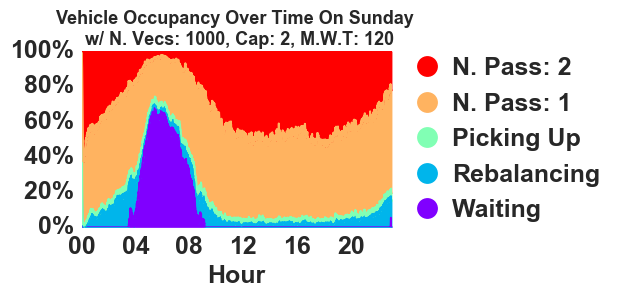 Vehicle Occupancy Over Time On Sunday
w/ N. Vecs: 1000, Cap: 2, M.W.T: 120
100%
80%
60%
40%
20%
0%
00 04 08 12 16 20
Hour
N. Pass: 2
N. Pass: 1
Picking Up
Rebalancing
Waiting